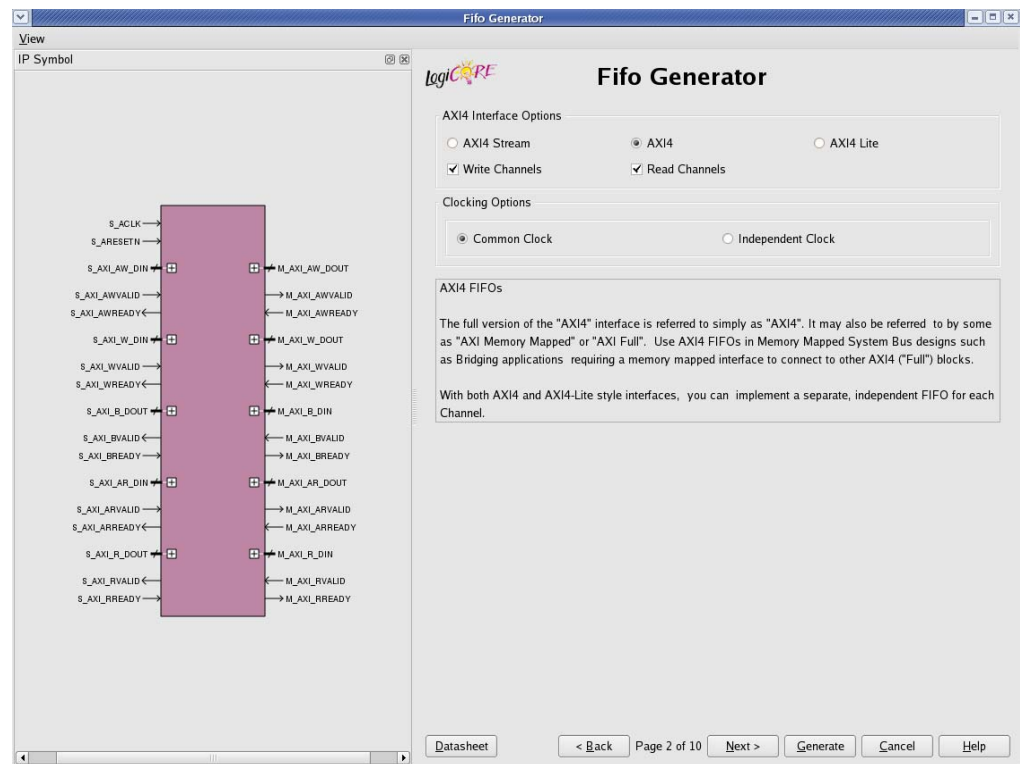 Fifo Generator
View
IP Symbol
S_ACLK
S_ARESETN
S_AXI_AW_DIN
M_AXI_AW_DOUT
S_AXI_AWVALID
M_AXI_AWVALID
S_AXI_AWREADY
M_AXI_AWREADY
S_AXI_W_DIN
M_AXI_W_DOUT
S_AXI_WVALID
M_AXI_WVALID
S_AXI_WREADY
M_AXI_WREADY
S_AXI_B_DOUT
M_AXI_B_DIN
S_AXI_BVALID
M_AXI_BVALID
S_AXI_BREADY
M_AXI_BREADY
S_AXI_AR_DIN
M_AXI_AR_DOUT
S_AXI_ARVALID
M_AXI_ARVALID
S_AXI_ARREADY
M_AXI_ARREADY
S_AXI_R_DOUT
M_AXI_R_DIN
S_AXI_RVALID
M_AXI_RVALID
S_AXI_RREADY
M_AXI_RREADY
LogiCORE
Fifo Generator
AXI4 Interface Options
AXI4 Stream
AXI4
AXI4 Lite
Write Channels
Read Channels
Clocking Options
Common Clock
Independent Clock
AXI4 FIFOs
The full version of the "AXI4" interface is referred to simply as "AXI4". It may also be referred to by some
as "AXI Memory Mapped" or "AXI Full". Use AXI4 FIFOs in Memory Mapped System Bus designs such
as Bridging applications requiring a memory mapped interface to connect to other AXI4 ("Full") blocks.
With both AXI4 and AXI4-Lite style interfaces, you can implement a separate, independent FIFO for each
Channel.
Datasheet
< Back
Page 2 of 10
Next >
Generate
Cancel
Help